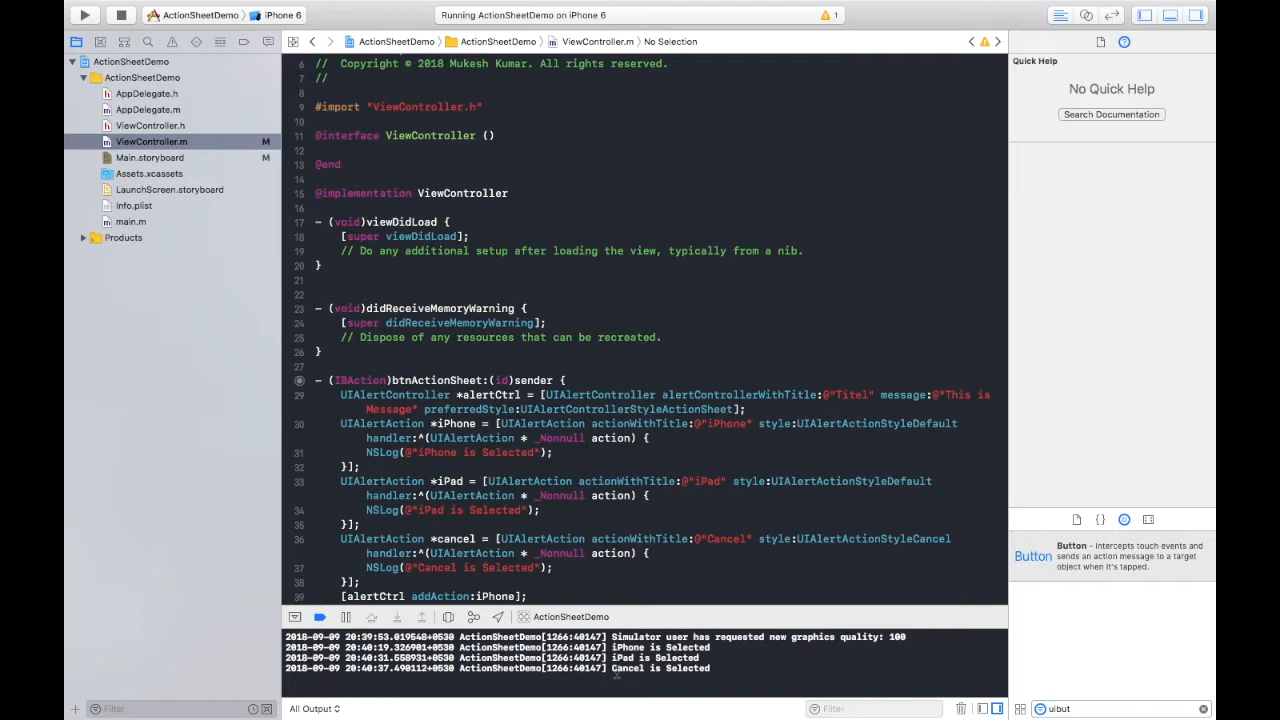 ActionSheetDemo iPhone 6
Running ActionSheetDemo on iPhone 6
1
ActionSheetDemo ActionSheetDemo ViewController.m No Selection
ActionSheetDemo
ActionSheetDemo
AppDelegate.h
AppDelegate.m
ViewController.h
ViewController.m M
Main.storyboard M
Assets.xcassets
LaunchScreen.storyboard
Info.plist
main.m
Products
6 //  Copyright © 2018 Mukesh Kumar. All rights reserved.
7 //
8
9 #import "ViewController.h"
10
11 @interface ViewController ()
12
13 @end
14
15 @implementation ViewController
16
17 - (void)viewDidLoad {
18 [super viewDidLoad];
19 // Do any additional setup after loading the view, typically from a nib.
20 }
21
22
23 - (void)didReceiveMemoryWarning {
24 [super didReceiveMemoryWarning];
25 // Dispose of any resources that can be recreated.
26 }
27
- (IBAction)btnActionSheet:(id)sender {
29 UIAlertController *alertCtrl = [UIAlertController alertControllerWithTitle:@"Titel" message:@"This is
Message" preferredStyle:UIAlertControllerStyleActionSheet];
30 UIAlertAction *iPhone = [UIAlertAction actionWithTitle:@"iPhone" style:UIAlertActionStyleDefault
handler:^(UIAlertAction * _Nonnull action) {
31 NSLog(@"iPhone is Selected");
32 }];
33 UIAlertAction *iPad = [UIAlertAction actionWithTitle:@"iPad" style:UIAlertActionStyleDefault
handler:^(UIAlertAction * _Nonnull action) {
34 NSLog(@"iPad is Selected");
35 }];
36 UIAlertAction *cancel = [UIAlertAction actionWithTitle:@"Cancel" style:UIAlertActionStyleCancel
handler:^(UIAlertAction * _Nonnull action) {
37 NSLog(@"Cancel is Selected");
38 }];
39 [alertCtrl addAction:iPhone];
ActionSheetDemo
2018-09-09 20:39:53.019548+0530 ActionSheetDemo[1266:40147] Simulator user has requested new graphics quality: 100
2018-09-09 20:40:19.326901+0530 ActionSheetDemo[1266:40147] iPhone is Selected
2018-09-09 20:40:31.558931+0530 ActionSheetDemo[1266:40147] iPad is Selected
2018-09-09 20:40:37.490112+0530 ActionSheetDemo[1266:40147] Cancel is Selected
Filter
All Output
Filter
Quick Help
No Quick Help
Search Documentation
Button
Button - Intercepts touch events and
sends an action message to a target
object when it's tapped.
uibut